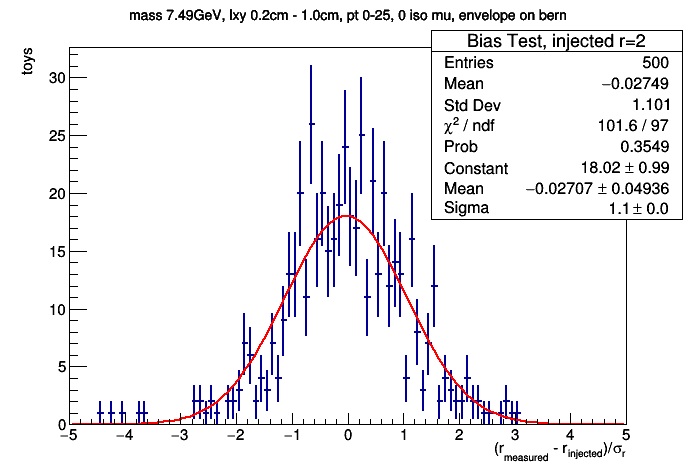 mass 7.49GeV, lxy 0.2cm - 1.0cm, pt 0-25, 0 iso mu, envelope on bern
Bias Test, injected r=2
Entries 500
Mean −0.02749
Std Dev 1.101
χ² / ndf 101.6 / 97
Prob 0.3549
Constant 18.02 ± 0.99
Mean −0.02707 ± 0.04936
Sigma 1.1 ± 0.0
toys
30
25
20
15
10
5
0
−5 −4 −3 −2 −1 0 1 2 3 4 5
(r_measured - r_injected)/σ_r